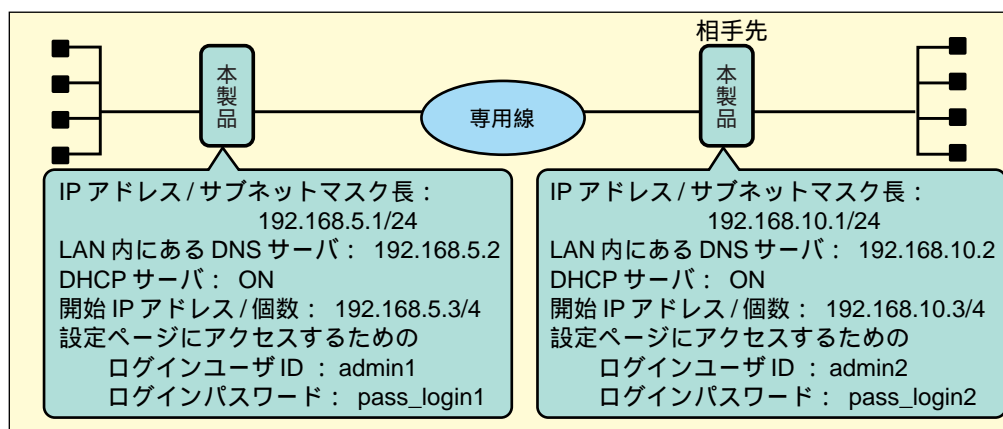 相手先
本製品
専用線
本製品
IP アドレス / サブネットマスク長：
192.168.5.1/24
LAN 内にある DNS サーバ： 192.168.5.2
DHCP サーバ： ON
開始 IP アドレス / 個数： 192.168.5.3/4
設定ページにアクセスするための
ログインユーザ ID： admin1
ログインパスワード： pass_login1
IP アドレス / サブネットマスク長：
192.168.10.1/24
LAN 内にある DNS サーバ： 192.168.10.2
DHCP サーバ： ON
開始 IP アドレス / 個数： 192.168.10.3/4
設定ページにアクセスするための
ログインユーザ ID： admin2
ログインパスワード： pass_login2